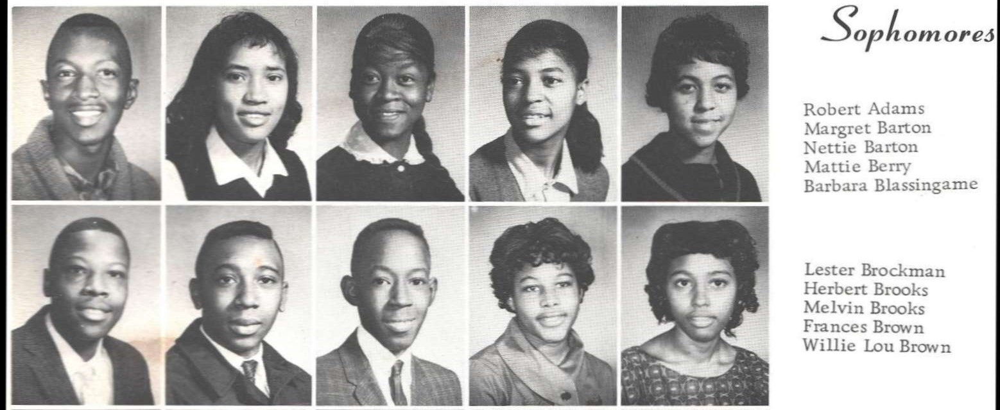 Sophomores
Robert Adams
Margret Barton
Nettie Barton
Mattie Berry
Barbara Blassingame
Lester Brockman
Herbert Brooks
Melvin Brooks
Frances Brown
Willie Lou Brown